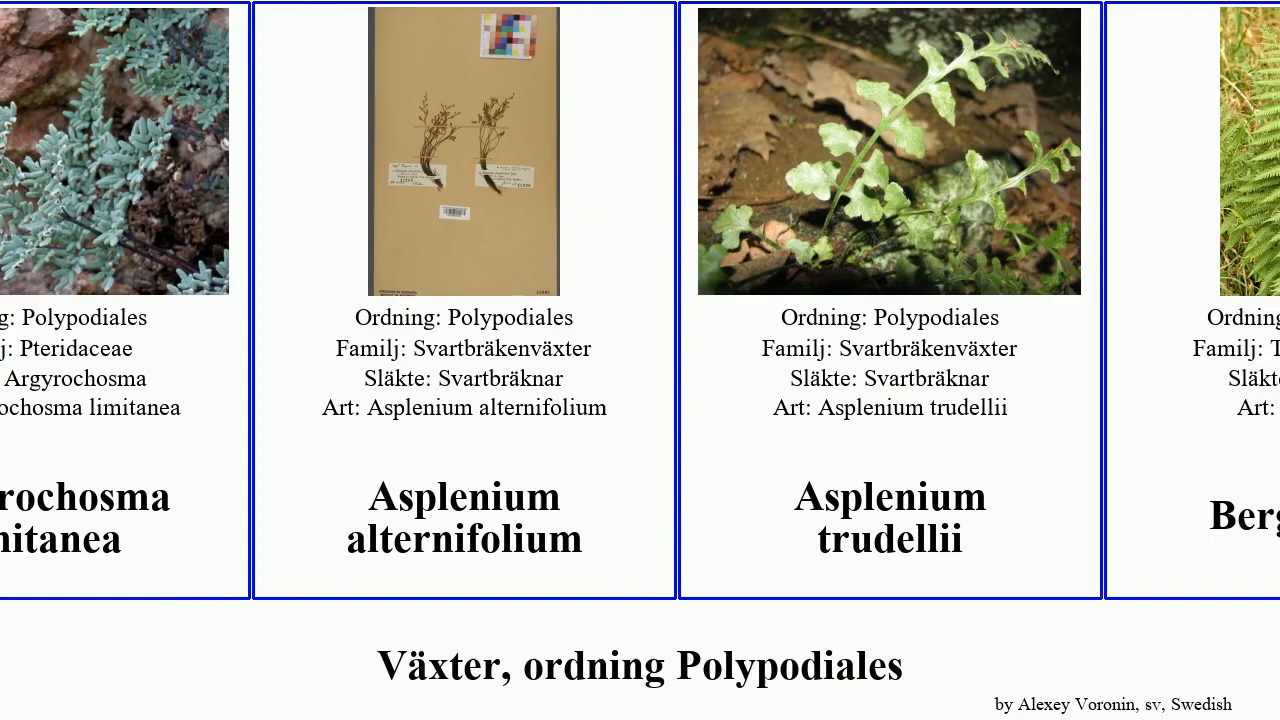 g: Polypodiales
j: Pteridaceae
Argyrochosma
ochosma limitanea
rochosma
mitanea
Ordning: Polypodiales
Familj: Svartbräkenväxter
Släkte: Svartbräknar
Art: Asplenium alternifolium
Asplenium
alternifolium
Ordning: Polypodiales
Familj: Svartbräkenväxter
Släkte: Svartbräknar
Art: Asplenium trudellii
Asplenium
trudellii
Ordning
Familj: T
Släkte
Art:
Berg
Växter, ordning Polypodiales
by Alexey Voronin, sv, Swedish